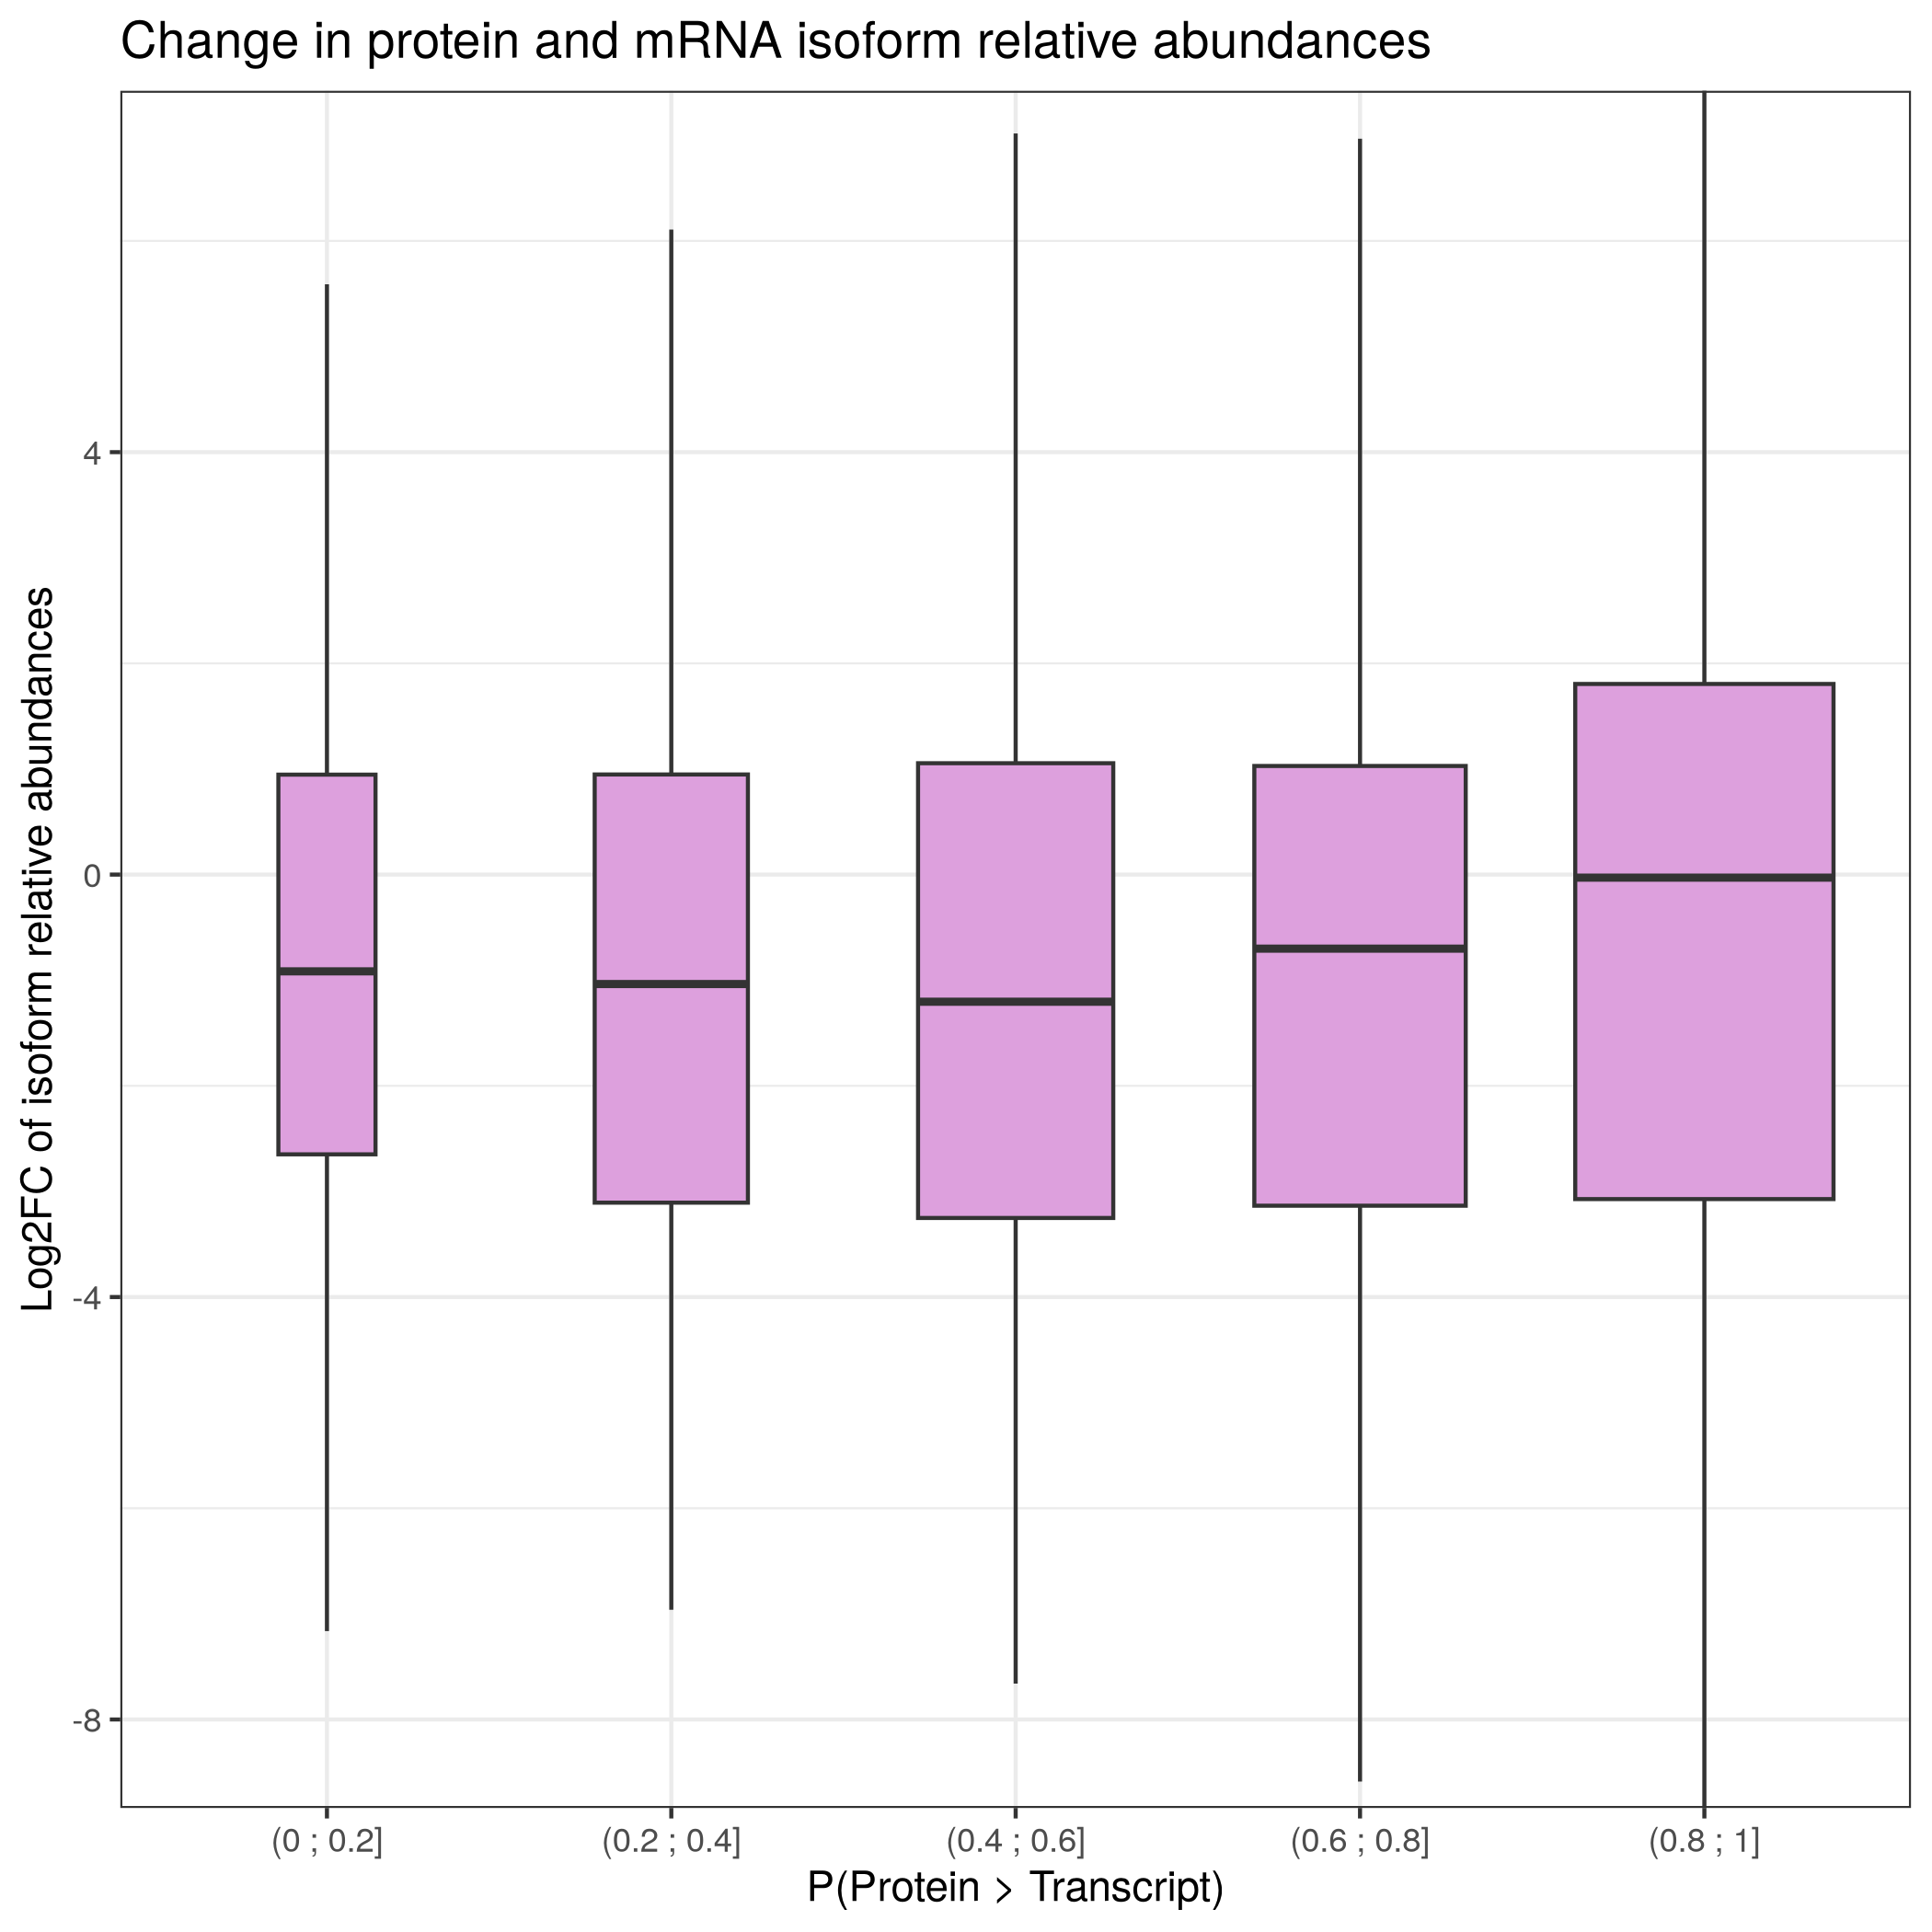 Change in protein and mRNA isoform relative abundances
Log2FC of isoform relative abundances
4
0
-4
-8
(0 ; 0.2]
(0.2 ; 0.4]
(0.4 ; 0.6]
(0.6 ; 0.8]
(0.8 ; 1]
P(Protein > Transcript)